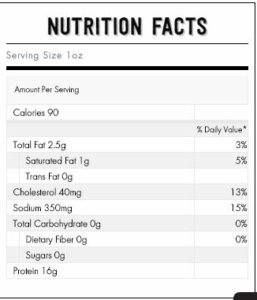 NUTRITION FACTS
Serving Size 1oz
Amount Per Serving
Calories 90
% Daily Value*
Total Fat 2.5g 3%
Saturated Fat 1g 5%
Trans Fat 0g
Cholesterol 40mg 13%
Sodium 350mg 15%
Total Carbohydrate 0g 0%
Dietary Fiber 0g 0%
Sugars 0g
Protein 16g